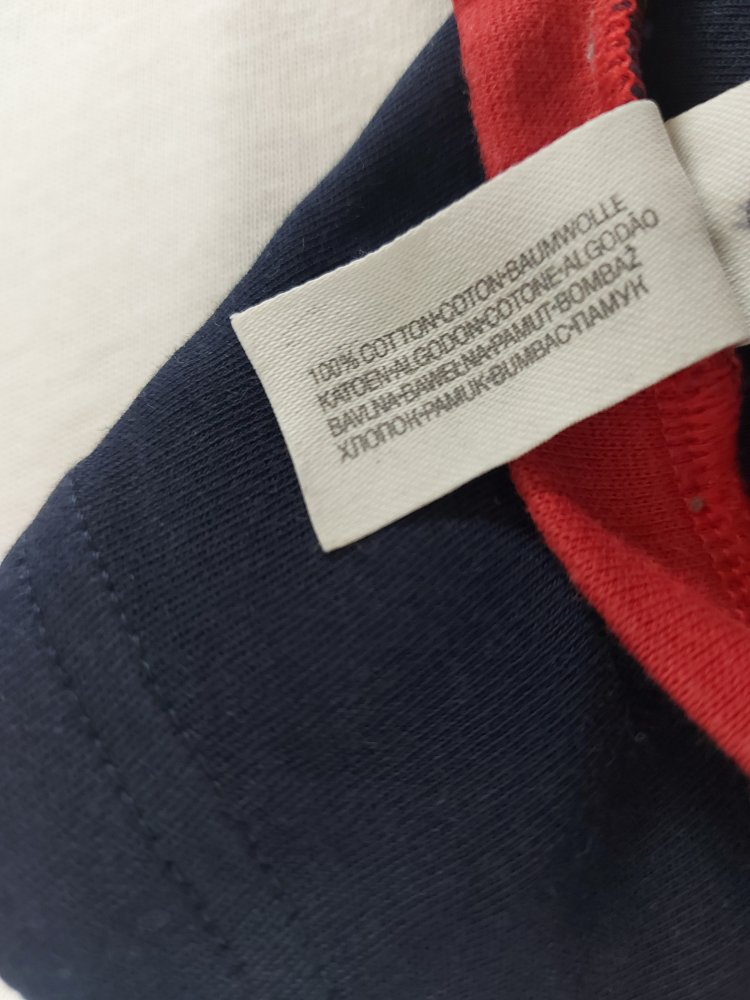 100% COTTON·COTON·BAUMWOLLE
KATOEN·ALGODON·COTONE·ALGODÃO
BAVLNA·BAWEŁNA·PAMUT·BOMBAŽ
ХЛОПОК·PAMUK·BUMBAC·ПАМУК